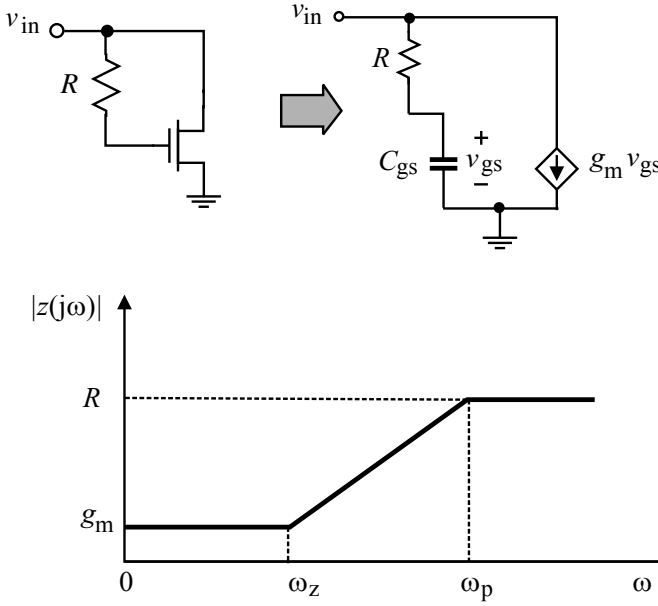 v_in
R
v_in
R
C_gs
+
v_gs
−
g_m v_gs
|z(jω)|
R
g_m
0
ω_z
ω_p
ω